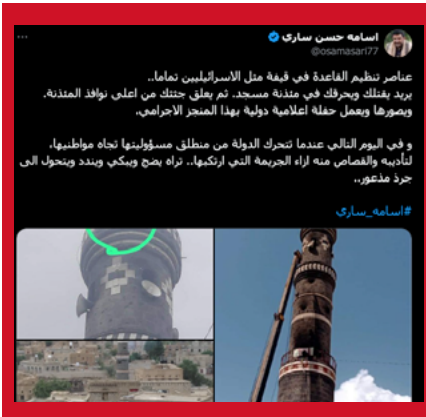 اسامه حسن ساري
@osamasari77
عناصر تنظيم القاعدة في قيفة مثل الاسرائيليين تماما..
يريد يقتلك ويحرقك في مئذنة مسجد. ثم يعلق جثتك من اعلى نوافذ المئذنة.
ويصورها ويعمل حفلة اعلامية دولية بهذا المنجز الاجرامي.
و في اليوم التالي عندما تتحرك الدولة من منطلق مسؤوليتها تجاه مواطنيها،
لتأديبه والقصاص منه ازاء الجريمة التي ارتكبها.. تراه يضج ويبكي ويندد ويتحول الى
جرذ مذعور..
#اسامه_ساري